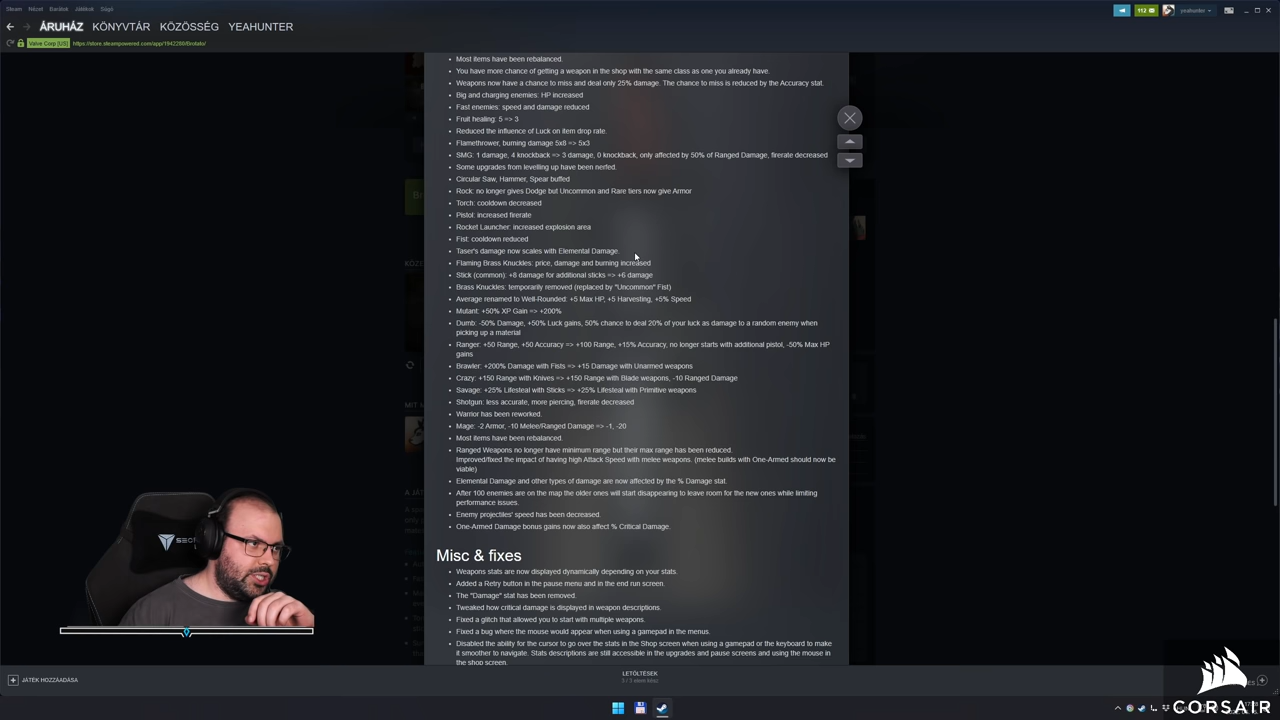 Steam Nézet Barátok Játékok Súgó
112
yeahunter
ÁRUHÁZ KÖNYVTÁR KÖZÖSSÉG YEAHUNTER
Valve Corp [US] https://store.steampowered.com/app/1942280/Brotato/
Most items have been rebalanced.
You have more chance of getting a weapon in the shop with the same class as one you already have.
Weapons now have a chance to miss and deal only 25% damage. The chance to miss is reduced by the Accuracy stat.
Big and charging enemies: HP increased
Fast enemies: speed and damage reduced
Fruit healing: 5 => 3
Reduced the influence of Luck on item drop rate.
Flamethrower, burning damage 5x8 => 5x3
SMG: 1 damage, 4 knockback => 3 damage, 0 knockback, only affected by 50% of Ranged Damage, firerate decreased
Some upgrades from levelling up have been nerfed.
Circular Saw, Hammer, Spear buffed
Rock: no longer gives Dodge but Uncommon and Rare tiers now give Armor
Torch: cooldown decreased
Pistol: increased firerate
Rocket Launcher: increased explosion area
Fist: cooldown reduced
Taser's damage now scales with Elemental Damage.
Flaming Brass Knuckles: price, damage and burning increased
Stick (common): +8 damage for additional sticks => +6 damage
Brass Knuckles: temporarily removed (replaced by "Uncommon" Fist)
Average renamed to Well-Rounded: +5 Max HP, +5 Harvesting, +5% Speed
Mutant: +50% XP Gain => +200%
Dumb: -50% Damage, +50% Luck gains, 50% chance to deal 20% of your luck as damage to a random enemy when
picking up a material
Ranger: +50 Range, +50 Accuracy => +100 Range, +15% Accuracy, no longer starts with additional pistol, -50% Max HP
gains
Brawler: +200% Damage with Fists => +15 Damage with Unarmed weapons
Crazy: +150 Range with Knives => +150 Range with Blade weapons, -10 Ranged Damage
Savage: +25% Lifesteal with Sticks => +25% Lifesteal with Primitive weapons
Shotgun: less accurate, more piercing, firerate decreased
Warrior has been reworked.
Mage: -2 Armor, -10 Melee/Ranged Damage => -1, -20
Most items have been rebalanced.
Ranged Weapons no longer have minimum range but their max range has been reduced.
Improved/fixed the impact of having high Attack Speed with melee weapons. (melee builds with One-Armed should now be
viable)
Elemental Damage and other types of damage are now affected by the % Damage stat.
After 100 enemies are on the map the older ones will start disappearing to leave room for the new ones while limiting
performance issues.
Enemy projectiles' speed has been decreased.
One-Armed Damage bonus gains now also affect % Critical Damage.
Misc & fixes
Weapons stats are now displayed dynamically depending on your stats.
Added a Retry button in the pause menu and in the end run screen.
The "Damage" stat has been removed.
Tweaked how critical damage is displayed in weapon descriptions.
Fixed a glitch that allowed you to start with multiple weapons.
Fixed a bug where the mouse would appear when using a gamepad in the menus.
Disabled the ability for the cursor to go over the stats in the Shop screen when using a gamepad or the keyboard to make
it smoother to navigate. Stats descriptions are still accessible in the upgrades and pause screens and using the mouse in
the shop screen.
JÁTÉK HOZZÁADÁSA
LETÖLTÉSEK
CORSAIR